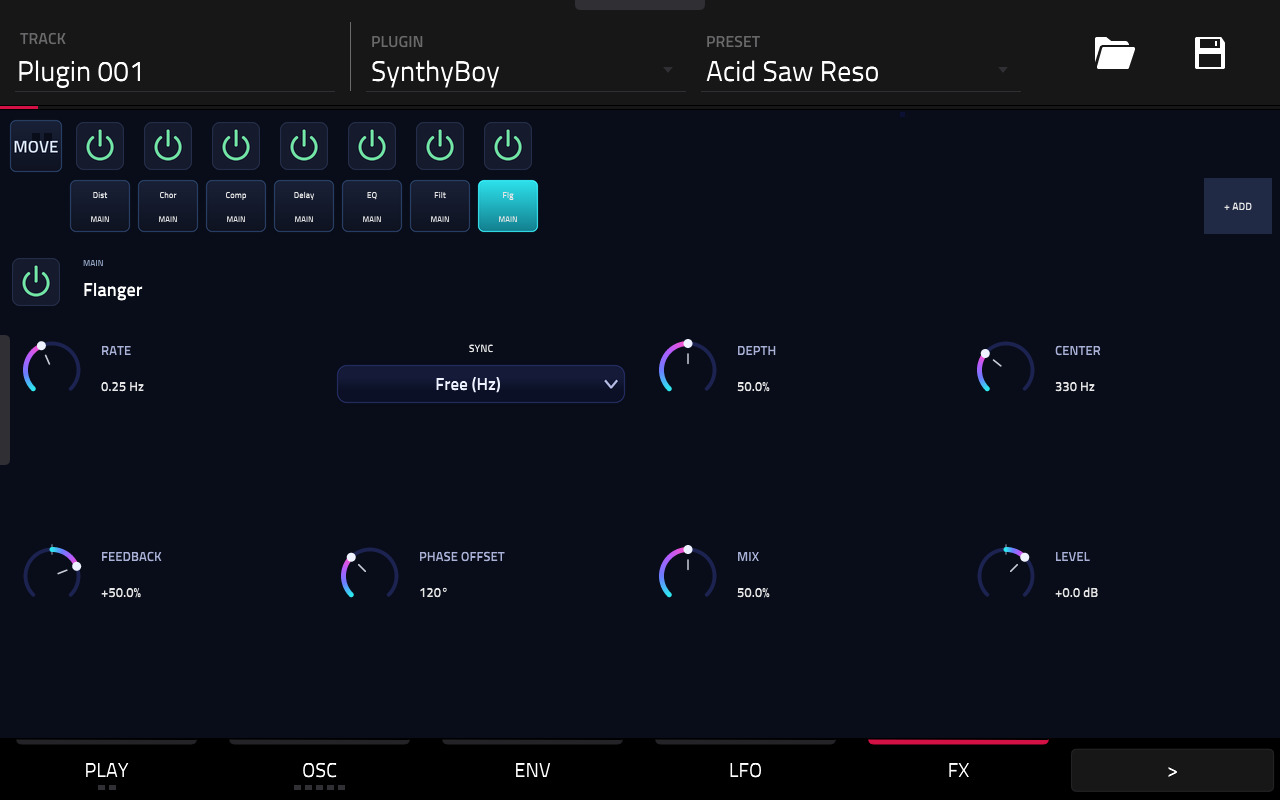 TRACK
Plugin 001
PLUGIN
SynthyBoy
PRESET
Acid Saw Reso
MOVE
Dist
MAIN
Chor
MAIN
Comp
MAIN
Delay
MAIN
EQ
MAIN
Filt
MAIN
Flg
MAIN
+ ADD
MAIN
Flanger
RATE
0.25 Hz
SYNC
Free (Hz)
DEPTH
50.0%
CENTER
330 Hz
FEEDBACK
+50.0%
PHASE OFFSET
120°
MIX
50.0%
LEVEL
+0.0 dB
PLAY
OSC
ENV
LFO
FX
>